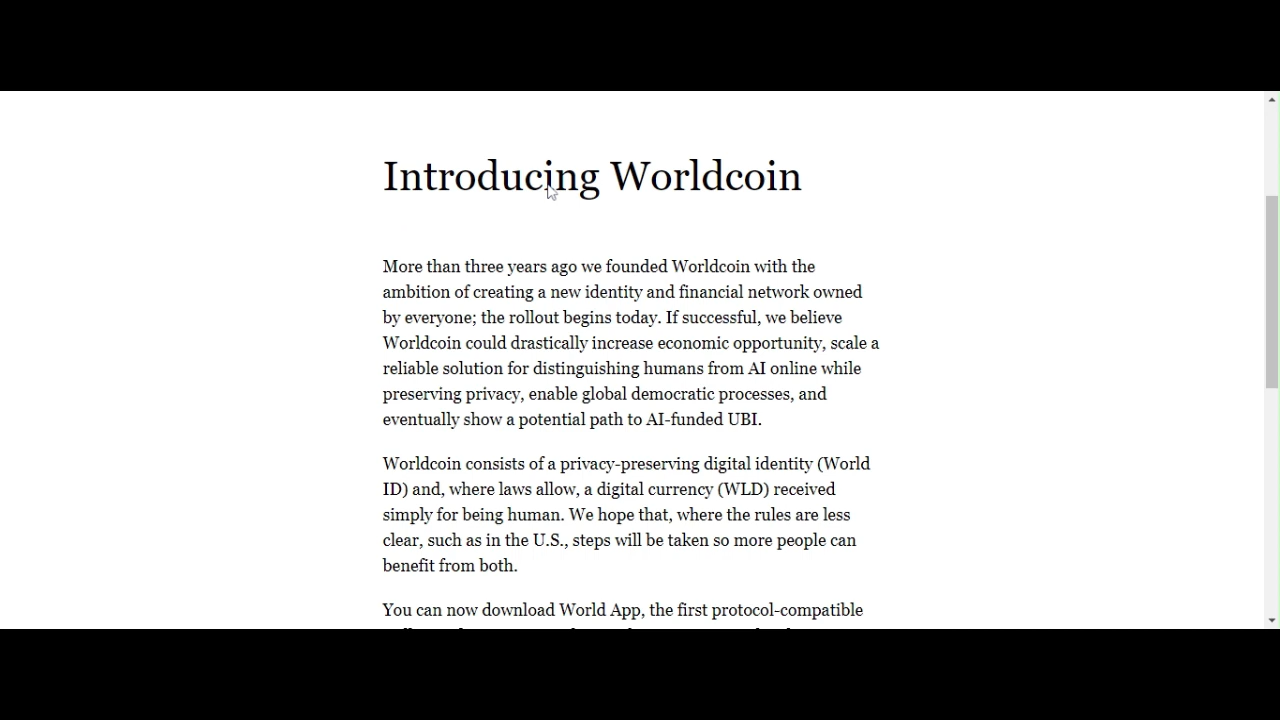 Introducing Worldcoin
More than three years ago we founded Worldcoin with the
ambition of creating a new identity and financial network owned
by everyone; the rollout begins today. If successful, we believe
Worldcoin could drastically increase economic opportunity, scale a
reliable solution for distinguishing humans from AI online while
preserving privacy, enable global democratic processes, and
eventually show a potential path to AI-funded UBI.
Worldcoin consists of a privacy-preserving digital identity (World
ID) and, where laws allow, a digital currency (WLD) received
simply for being human. We hope that, where the rules are less
clear, such as in the U.S., steps will be taken so more people can
benefit from both.
You can now download World App, the first protocol-compatible